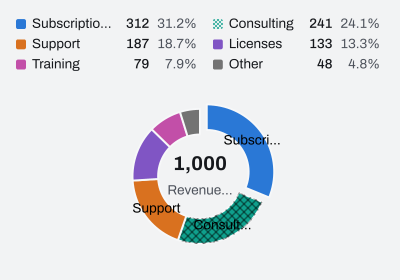 Subscriptio... 312 31.2% Consulting 241 24.1%
Support 187 18.7% Licenses 133 13.3%
Training 79 7.9% Other 48 4.8%
Subscri...
1,000
Revenue...
Support
Consult...